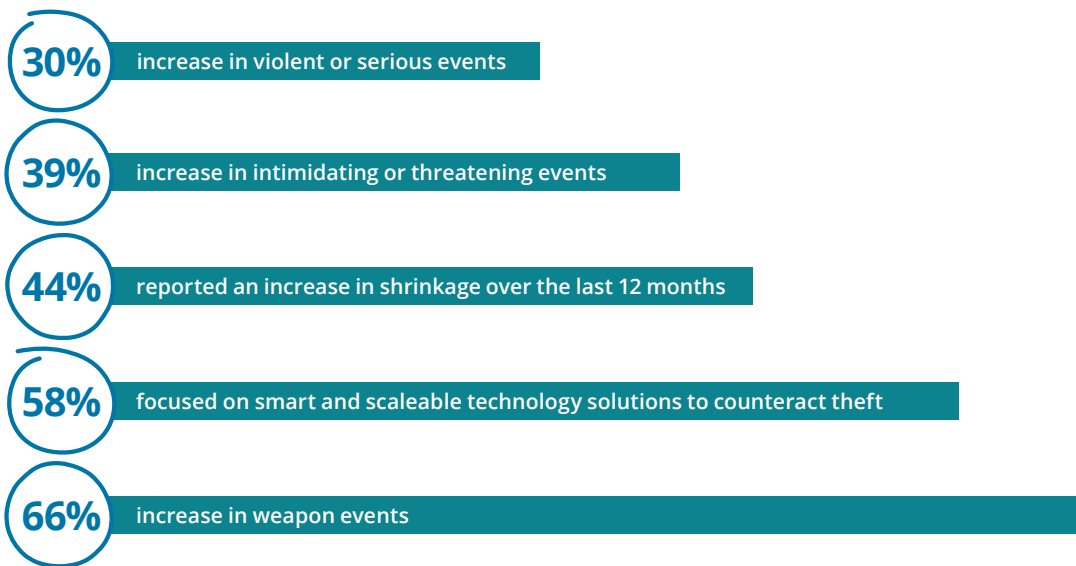 30% increase in violent or serious events
39% increase in intimidating or threatening events
44% reported an increase in shrinkage over the last 12 months
58% focused on smart and scaleable technology solutions to counteract theft
66% increase in weapon events